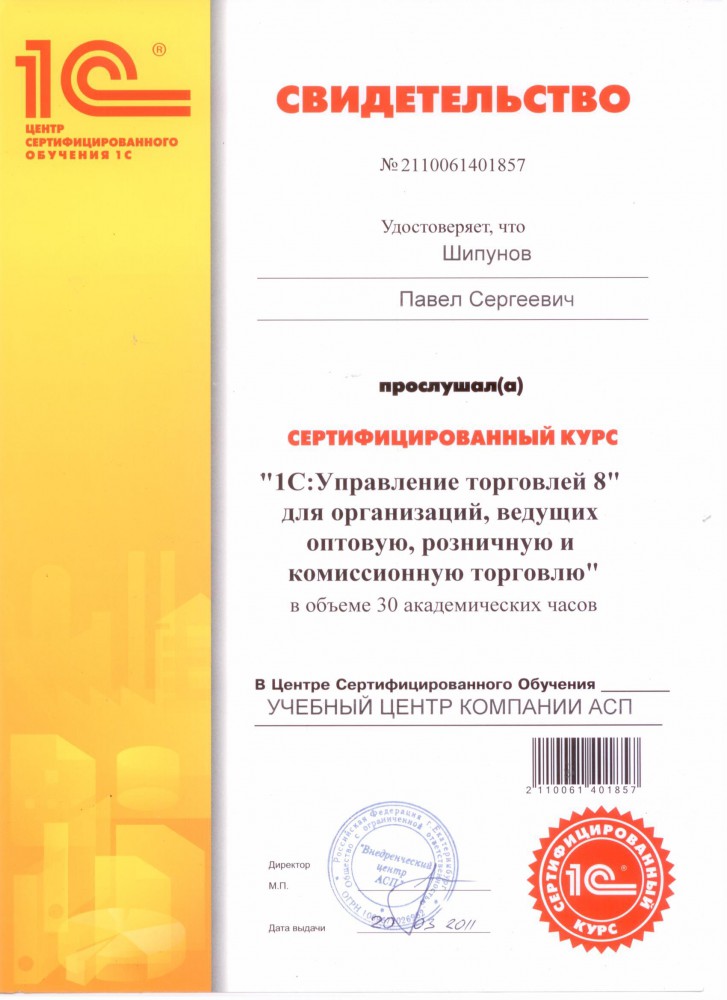 1С ®
ЦЕНТР
СЕРТИФИЦИРОВАННОГО
ОБУЧЕНИЯ 1С
СВИДЕТЕЛЬСТВО
№2110061401857
Удостоверяет, что
Шипунов
Павел Сергеевич
прослушал(а)
СЕРТИФИЦИРОВАННЫЙ КУРС
"1С:Управление торговлей 8"
для организаций, ведущих
оптовую, розничную и
комиссионную торговлю"
в объеме 30 академических часов
В Центре Сертифицированного Обучения
УЧЕБНЫЙ ЦЕНТР КОМПАНИИ АСП
2 110061 401857
Российская Федерация г.Екатеринбург
Общество с ограниченной ответственностью
"Внедренческий
центр
АСП"
Директор
М.П.
Дата выдачи 20 03 2011
СЕРТИФИЦИРОВАННЫЙ
1С
КУРС